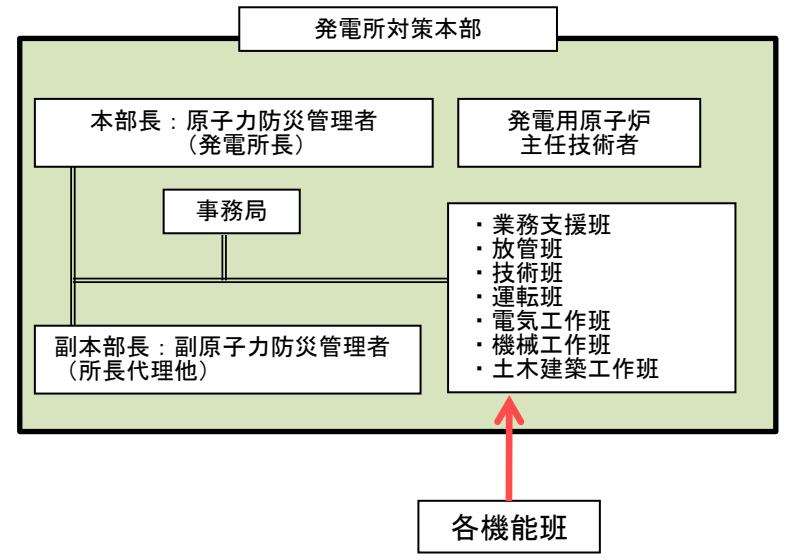 発電所対策本部
本部長：原子力防災管理者
（発電所長）
発電用原子炉
主任技術者
事務局
・業務支援班
・放管班
・技術班
・運転班
・電気工作班
・機械工作班
・土木建築工作班
副本部長：副原子力防災管理者
（所長代理他）
各機能班